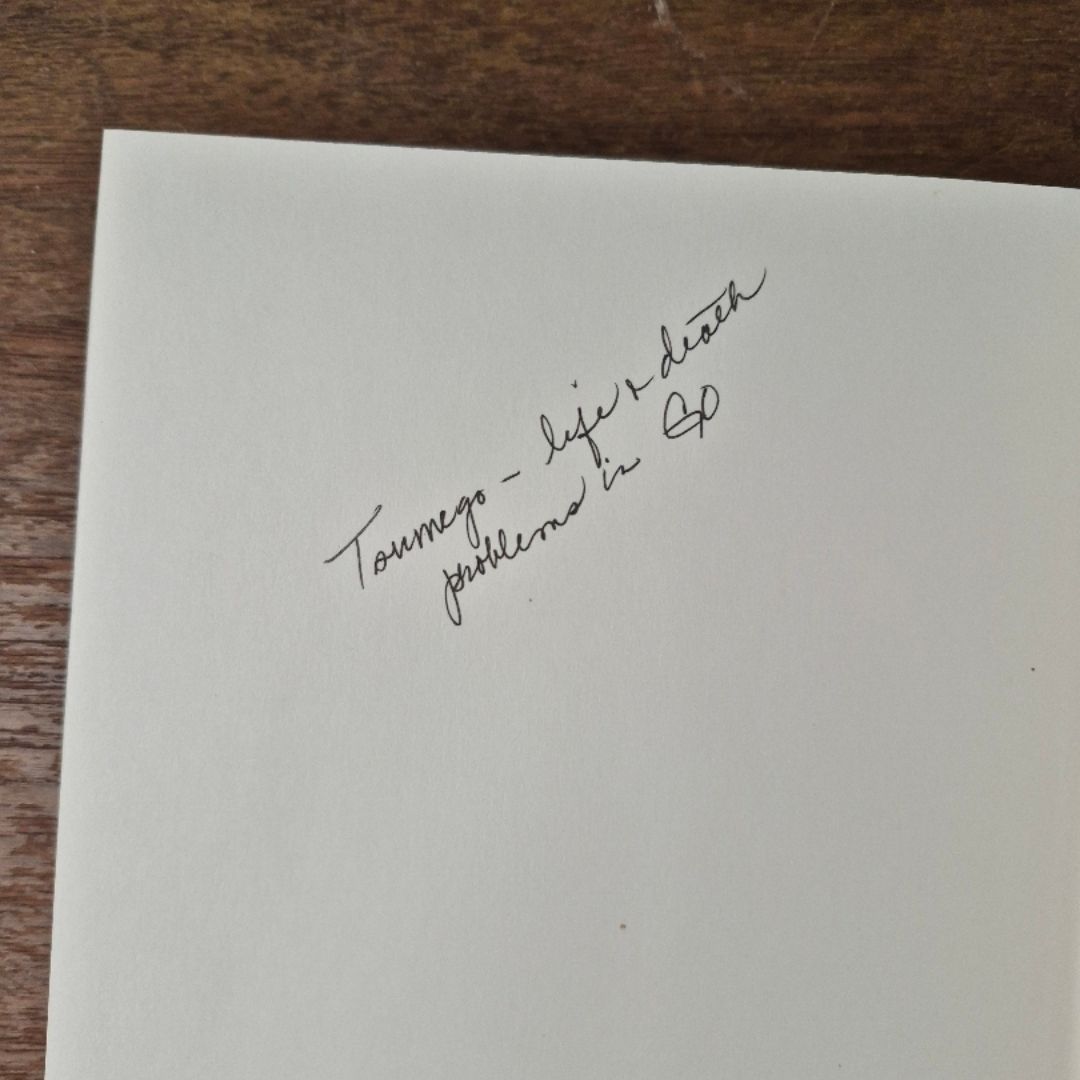 Tsumego - life & death
problems in GO